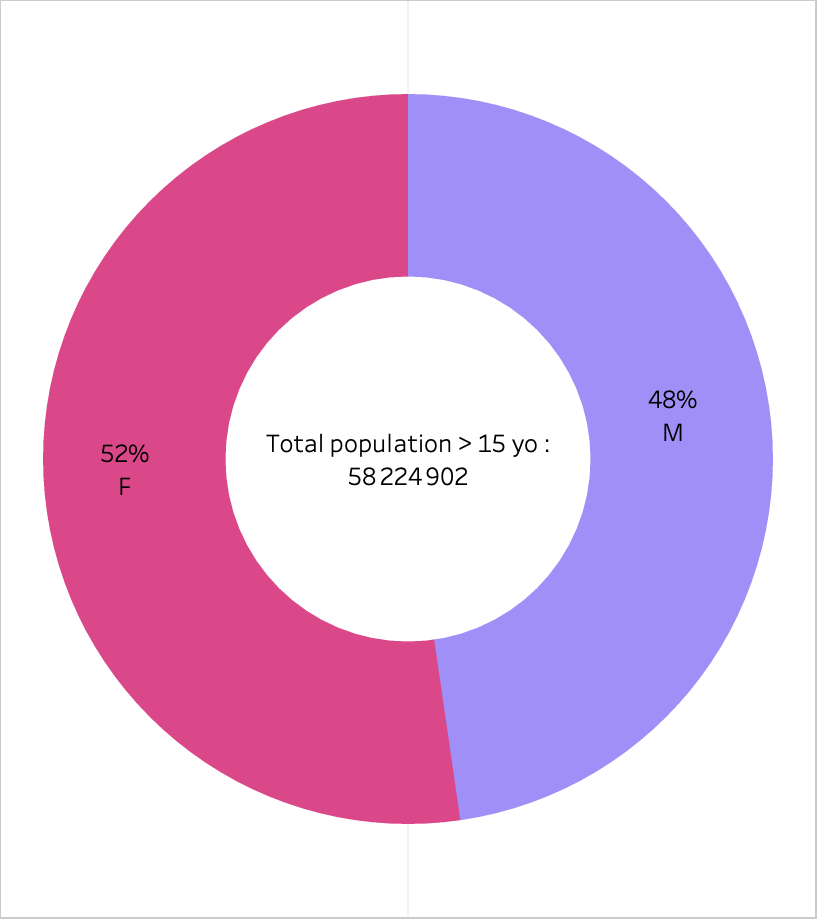 48%
M
Total population > 15 yo :
58 224 902
52%
F